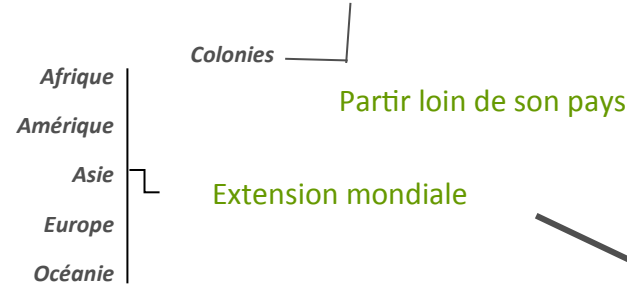 Colonies
Afrique
Partir loin de son pays
Amérique
Asie
Extension mondiale
Europe
Océanie